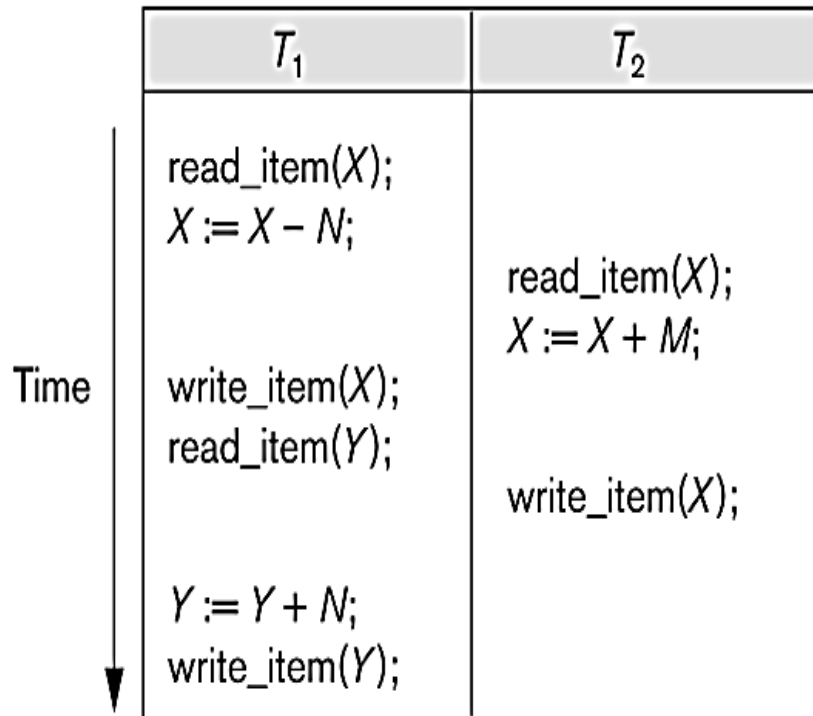 T₁ T₂
read_item(X);
X := X – N;
read_item(X);
X := X + M;
Time
write_item(X);
read_item(Y);
write_item(X);
Y := Y + N;
write_item(Y);